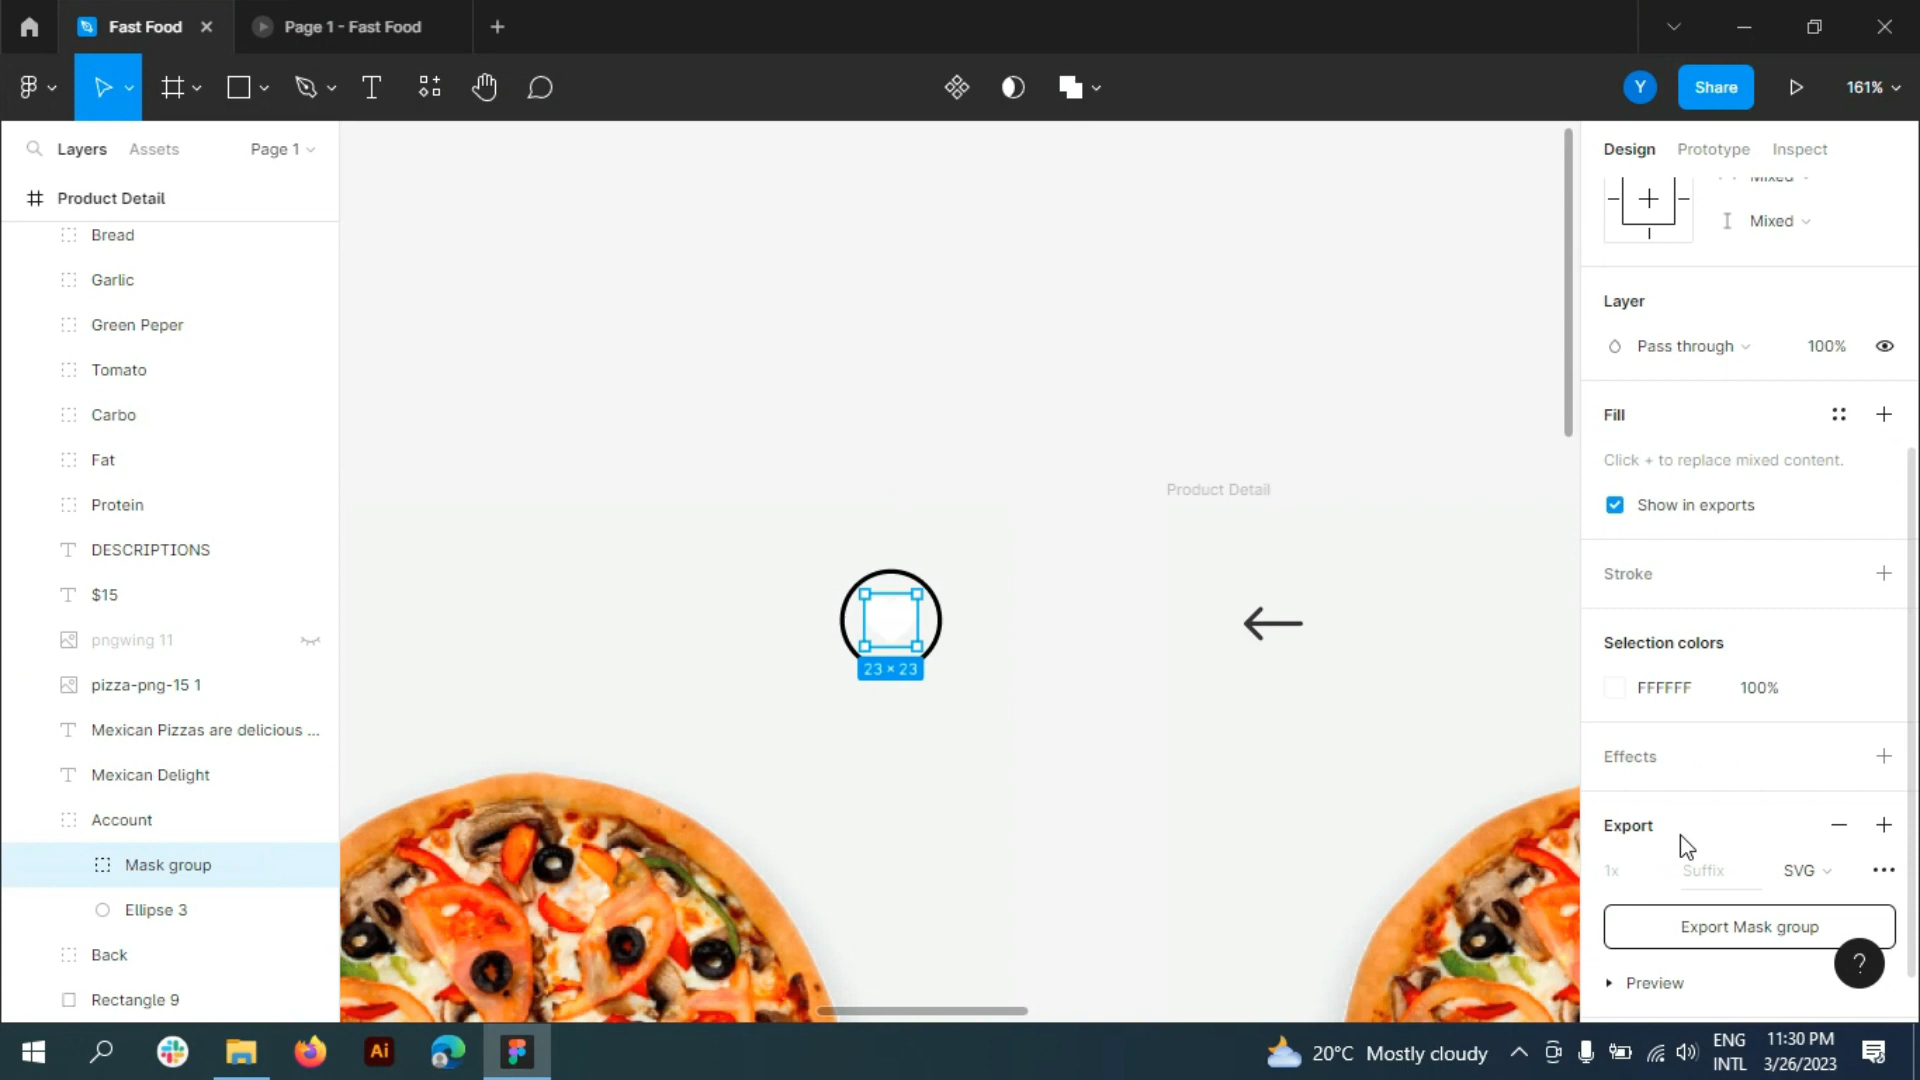 Fast Food
Page 1 - Fast Food
Y
Share
161%
Layers
Assets
Page 1
Design
Prototype
Inspect
Product Detail
Mixed
Mixed
Bread
Garlic
Green Peper
Tomato
Carbo
Fat
Protein
DESCRIPTIONS
$15
pngwing 11
pizza-png-15 1
Mexican Pizzas are delicious ...
Mexican Delight
Account
Mask group
Ellipse 3
Back
Rectangle 9
Product Detail
23 × 23
Layer
Pass through
100%
Fill
Click + to replace mixed content.
Show in exports
Stroke
Selection colors
FFFFFF
100%
Effects
Export
1x
Suffix
SVG
Export Mask group
?
Preview
Ai
20°C Mostly cloudy
ENG
INTL
11:30 PM
3/26/2023